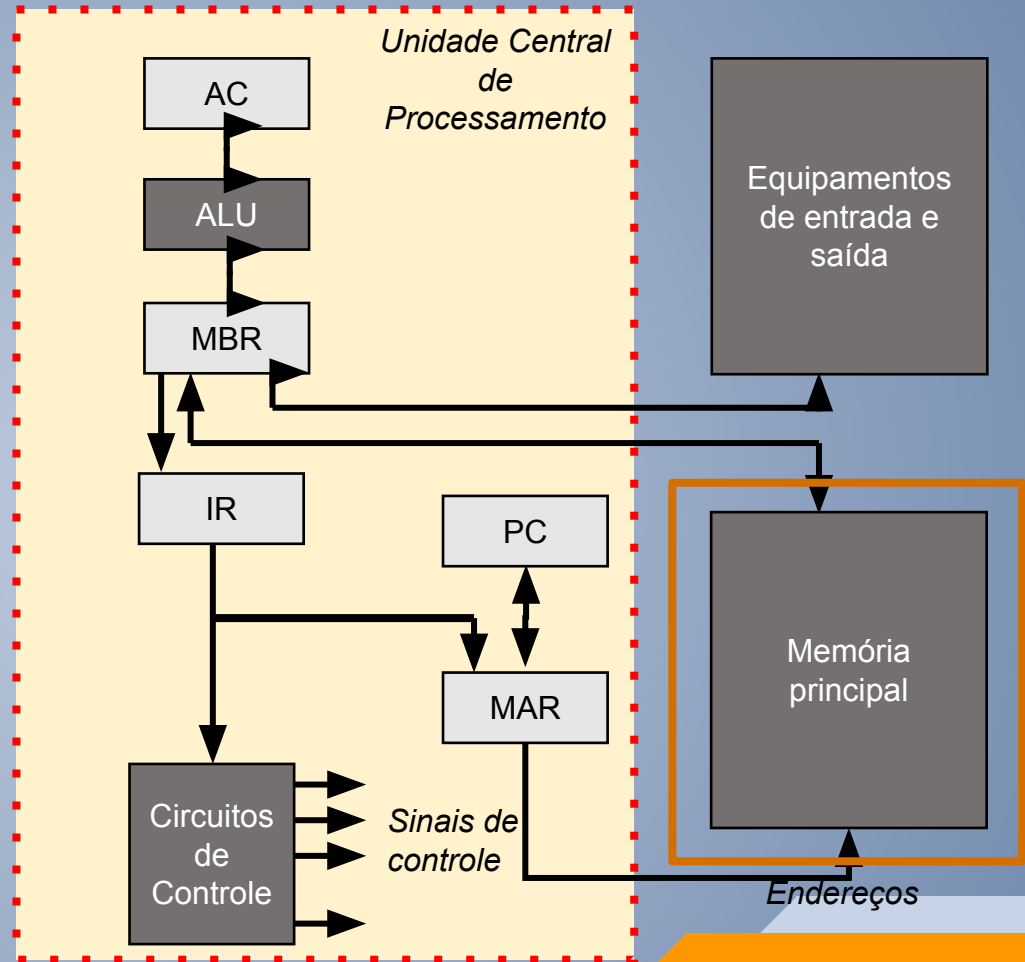 Unidade Central
de
Processamento
AC
ALU
MBR
IR
PC
MAR
Circuitos
de
Controle
Sinais de
controle
Equipamentos
de entrada e
saída
Memória
principal
Endereços